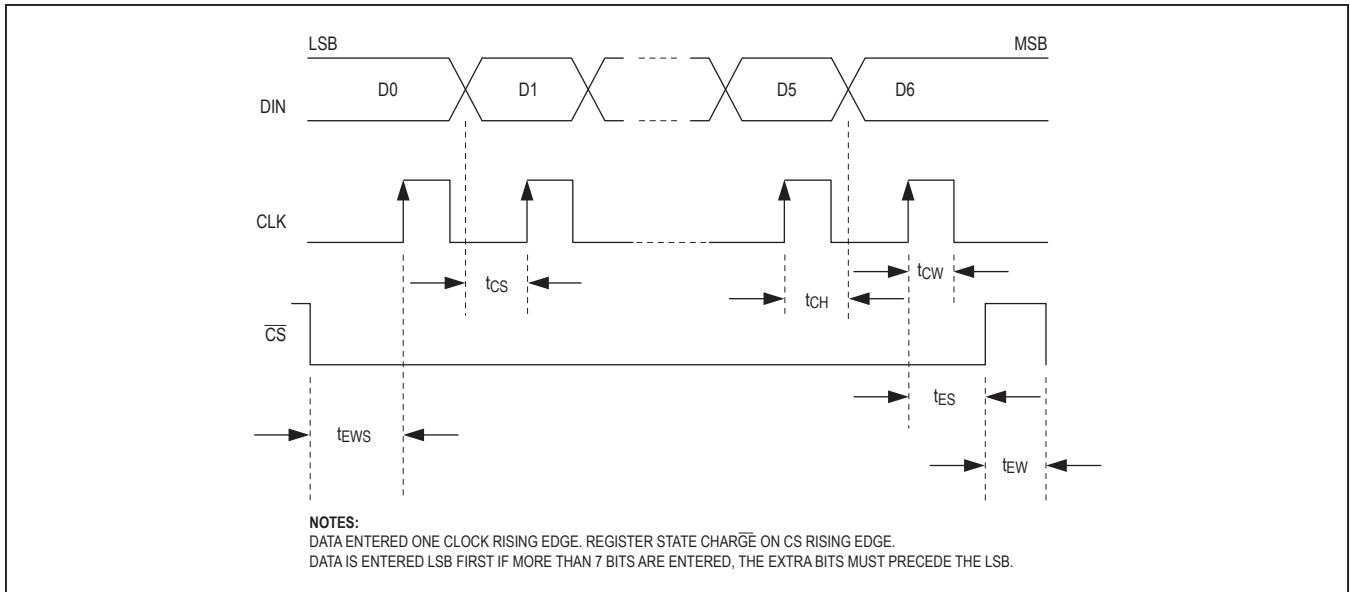 LSB MSB
DIN D0 D1 D5 D6
CLK
tCS tCH tCW
CS
tES
tEWS
tEW
NOTES:
DATA ENTERED ONE CLOCK RISING EDGE. REGISTER STATE CHARGE ON CS RISING EDGE.
DATA IS ENTERED LSB FIRST IF MORE THAN 7 BITS ARE ENTERED, THE EXTRA BITS MUST PRECEDE THE LSB.